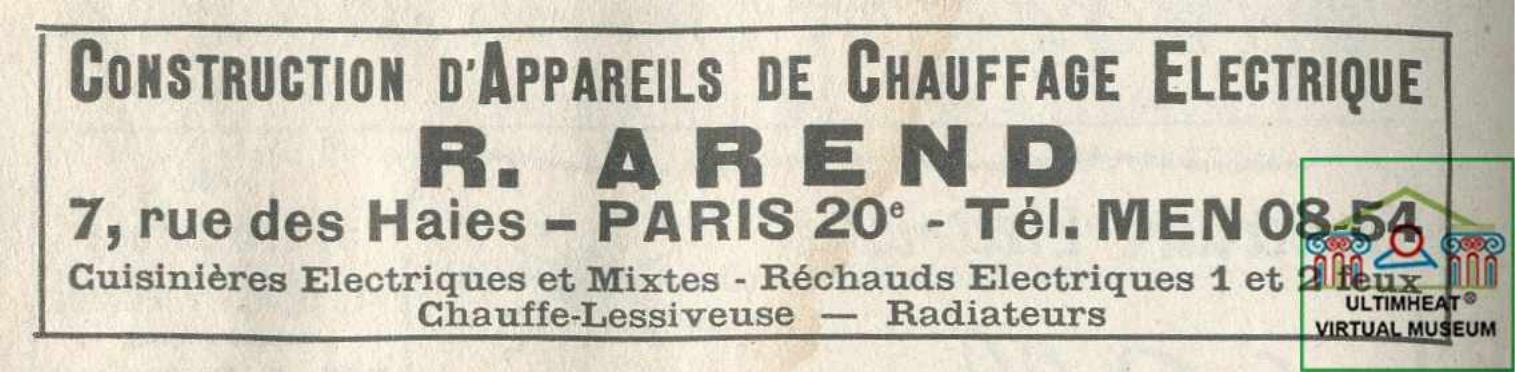 CONSTRUCTION D'APPAREILS DE CHAUFFAGE ELECTRIQUE
R. AREND
7, rue des Haies – PARIS 20e - Tél. MEN 08-54
Cuisinières Electriques et Mixtes - Réchauds Electriques 1 et 2 feux
Chauffe-Lessiveuse — Radiateurs
ULTIMHEAT®
VIRTUAL MUSEUM